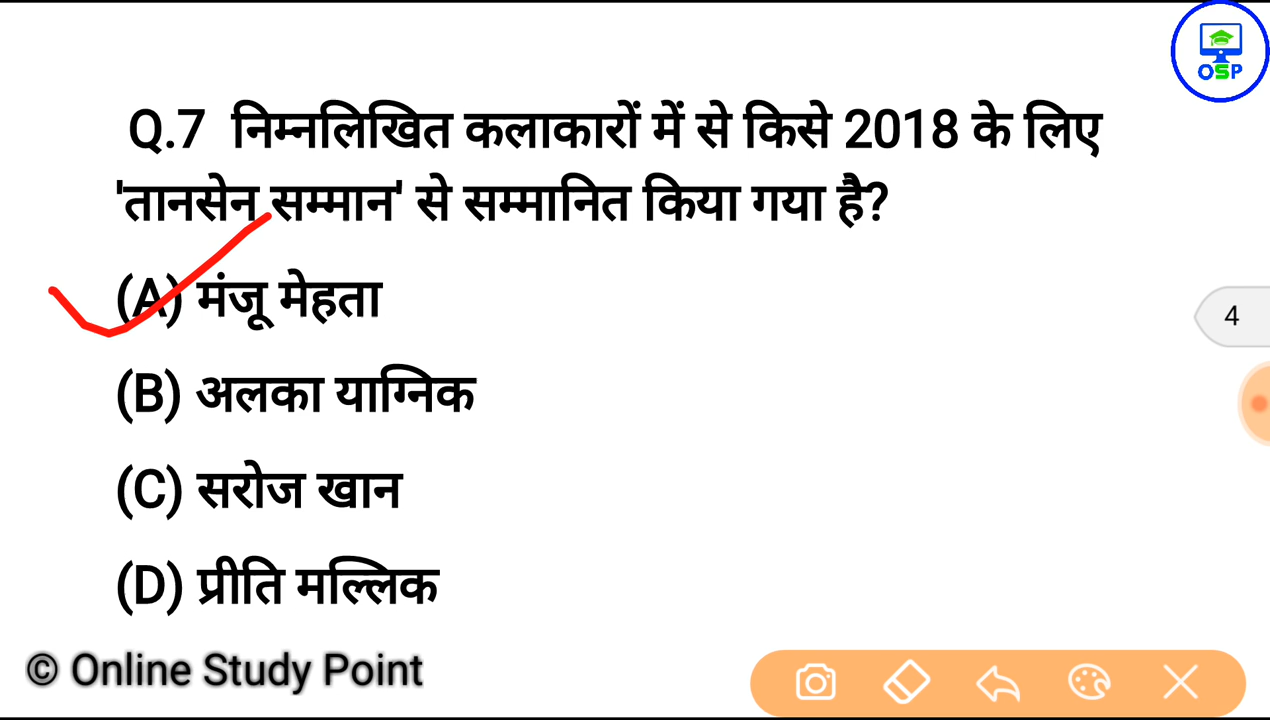 OSP
Q.7 निम्नलिखित कलाकारों में से किसे 2018 के लिए
'तानसेन सम्मान' से सम्मानित किया गया है?
(A) मंजू मेहता
4
(B) अलका याग्निक
(C) सरोज खान
(D) प्रीति मल्लिक
© Online Study Point